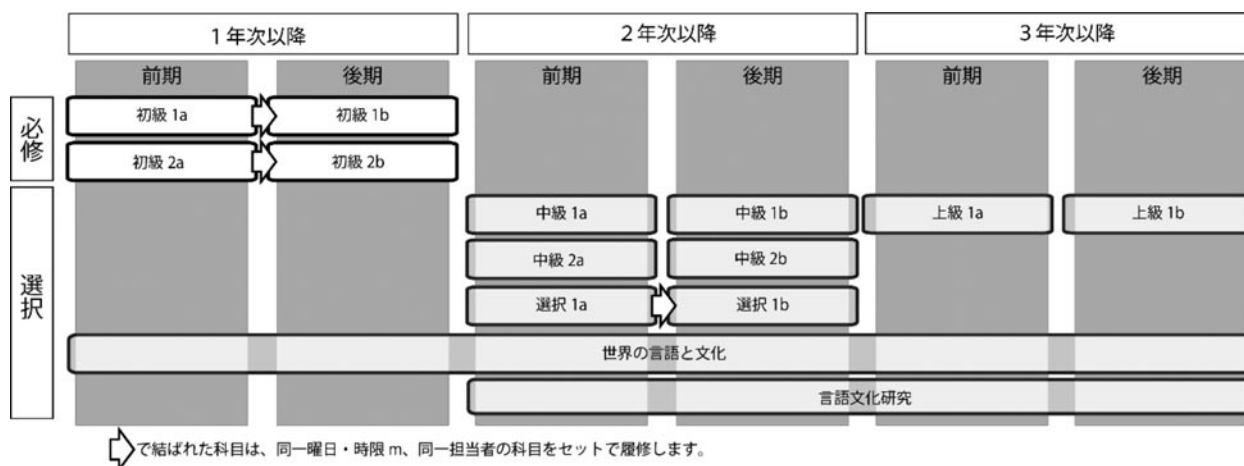 1年次以降 2年次以降 3年次以降
前期 後期 前期 後期 前期 後期
必修
初級 1a 初級 1b
初級 2a 初級 2b
選択
中級 1a 中級 1b 上級 1a 上級 1b
中級 2a 中級 2b
選択 1a 選択 1b
世界の言語と文化
言語文化研究
で結ばれた科目は、同一曜日・時限 m、同一担当者の科目をセットで履修します。